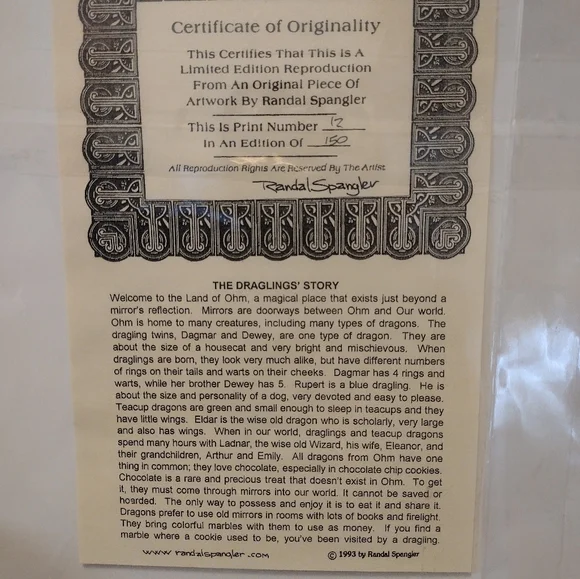 Certificate of Originality
This Certifies That This Is A
Limited Edition Reproduction
From An Original Piece Of
Artwork By Randal Spangler
This Is Print Number 12
In An Edition Of 150
All Reproduction Rights Are Reserved By The Artist
Randal Spangler
THE DRAGLINGS' STORY
Welcome to the Land of Ohm, a magical place that exists just beyond a
mirror's reflection. Mirrors are doorways between Ohm and Our world.
Ohm is home to many creatures, including many types of dragons. The
dragling twins, Dagmar and Dewey, are one type of dragon. They are
about the size of a housecat and very bright and mischievous. When
draglings are born, they look very much alike, but have different numbers
of rings on their tails and warts on their cheeks. Dagmar has 4 rings and
warts, while her brother Dewey has 5. Rupert is a blue dragling. He is
about the size and personality of a dog, very devoted and easy to please.
Teacup dragons are green and small enough to sleep in teacups and they
have little wings. Eldar is the wise old dragon who is scholarly, very large
and also has wings. When in our world, draglings and teacup dragons
spend many hours with Ladnar, the wise old Wizard, his wife, Eleanor, and
their grandchildren, Arthur and Emily. All dragons from Ohm have one
thing in common; they love chocolate, especially in chocolate chip cookies.
Chocolate is a rare and precious treat that doesn't exist in Ohm. To get
it, they must come through mirrors into our world. It cannot be saved or
hoarded. The only way to possess and enjoy it is to eat it and share it.
Dragons prefer to use old mirrors in rooms with lots of books and firelight.
They bring colorful marbles with them to use as money. If you find a
marble where a cookie used to be, you've been visited by a dragling.
www.randalspangler.com © 1993 by Randal Spangler